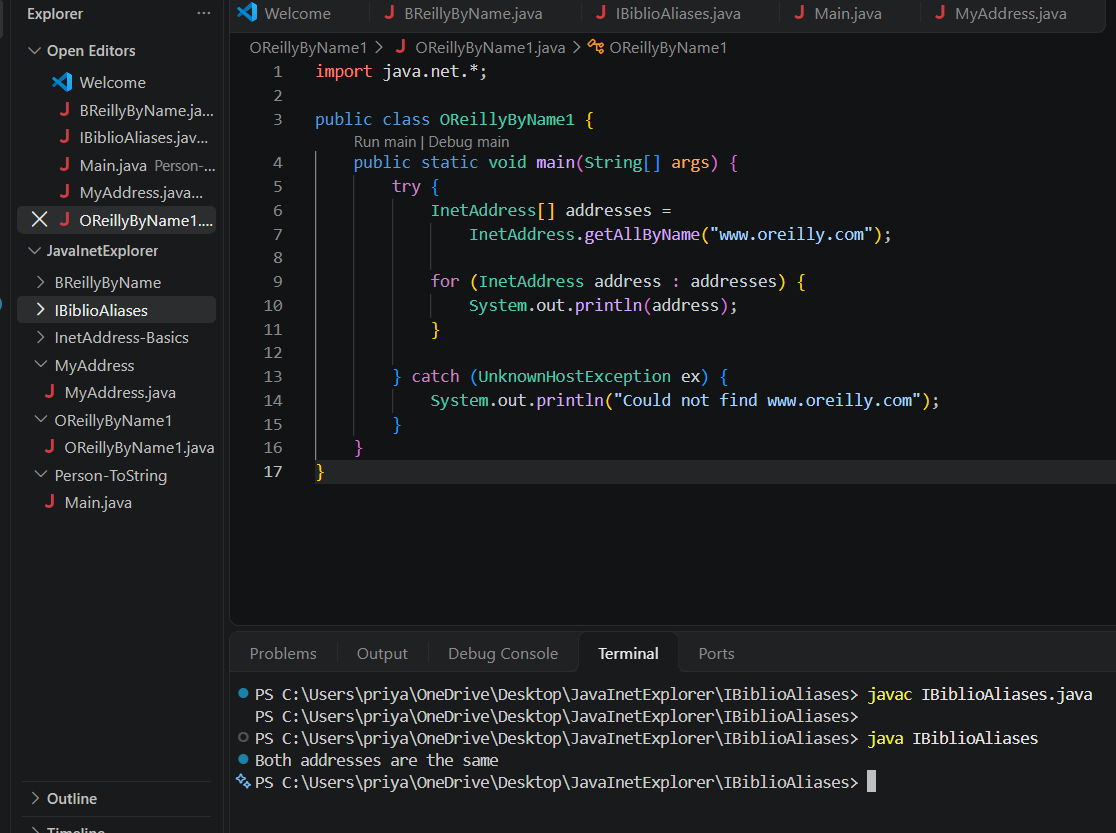 Explorer ···
Open Editors
Welcome
BReillyByName.ja...
IBiblioAliases.jav...
Main.java Person-...
MyAddress.java...
OReillyByName1....
JavaInetExplorer
BReillyByName
IBiblioAliases
InetAddress-Basics
MyAddress
MyAddress.java
OReillyByName1
OReillyByName1.java
Person-ToString
Main.java
Outline
Timeline
Welcome BReillyByName.java IBiblioAliases.java Main.java MyAddress.java
OReillyByName1 > OReillyByName1.java > OReillyByName1
1 import java.net.*;
2
3 public class OReillyByName1 {
Run main | Debug main
4 public static void main(String[] args) {
5 try {
6 InetAddress[] addresses =
7 InetAddress.getAllByName("www.oreilly.com");
8
9 for (InetAddress address : addresses) {
10 System.out.println(address);
11 }
12
13 } catch (UnknownHostException ex) {
14 System.out.println("Could not find www.oreilly.com");
15 }
16 }
17 }
Problems Output Debug Console Terminal Ports
PS C:\Users\priya\OneDrive\Desktop\JavaInetExplorer\IBiblioAliases> javac IBiblioAliases.java
PS C:\Users\priya\OneDrive\Desktop\JavaInetExplorer\IBiblioAliases>
PS C:\Users\priya\OneDrive\Desktop\JavaInetExplorer\IBiblioAliases> java IBiblioAliases
Both addresses are the same
PS C:\Users\priya\OneDrive\Desktop\JavaInetExplorer\IBiblioAliases>